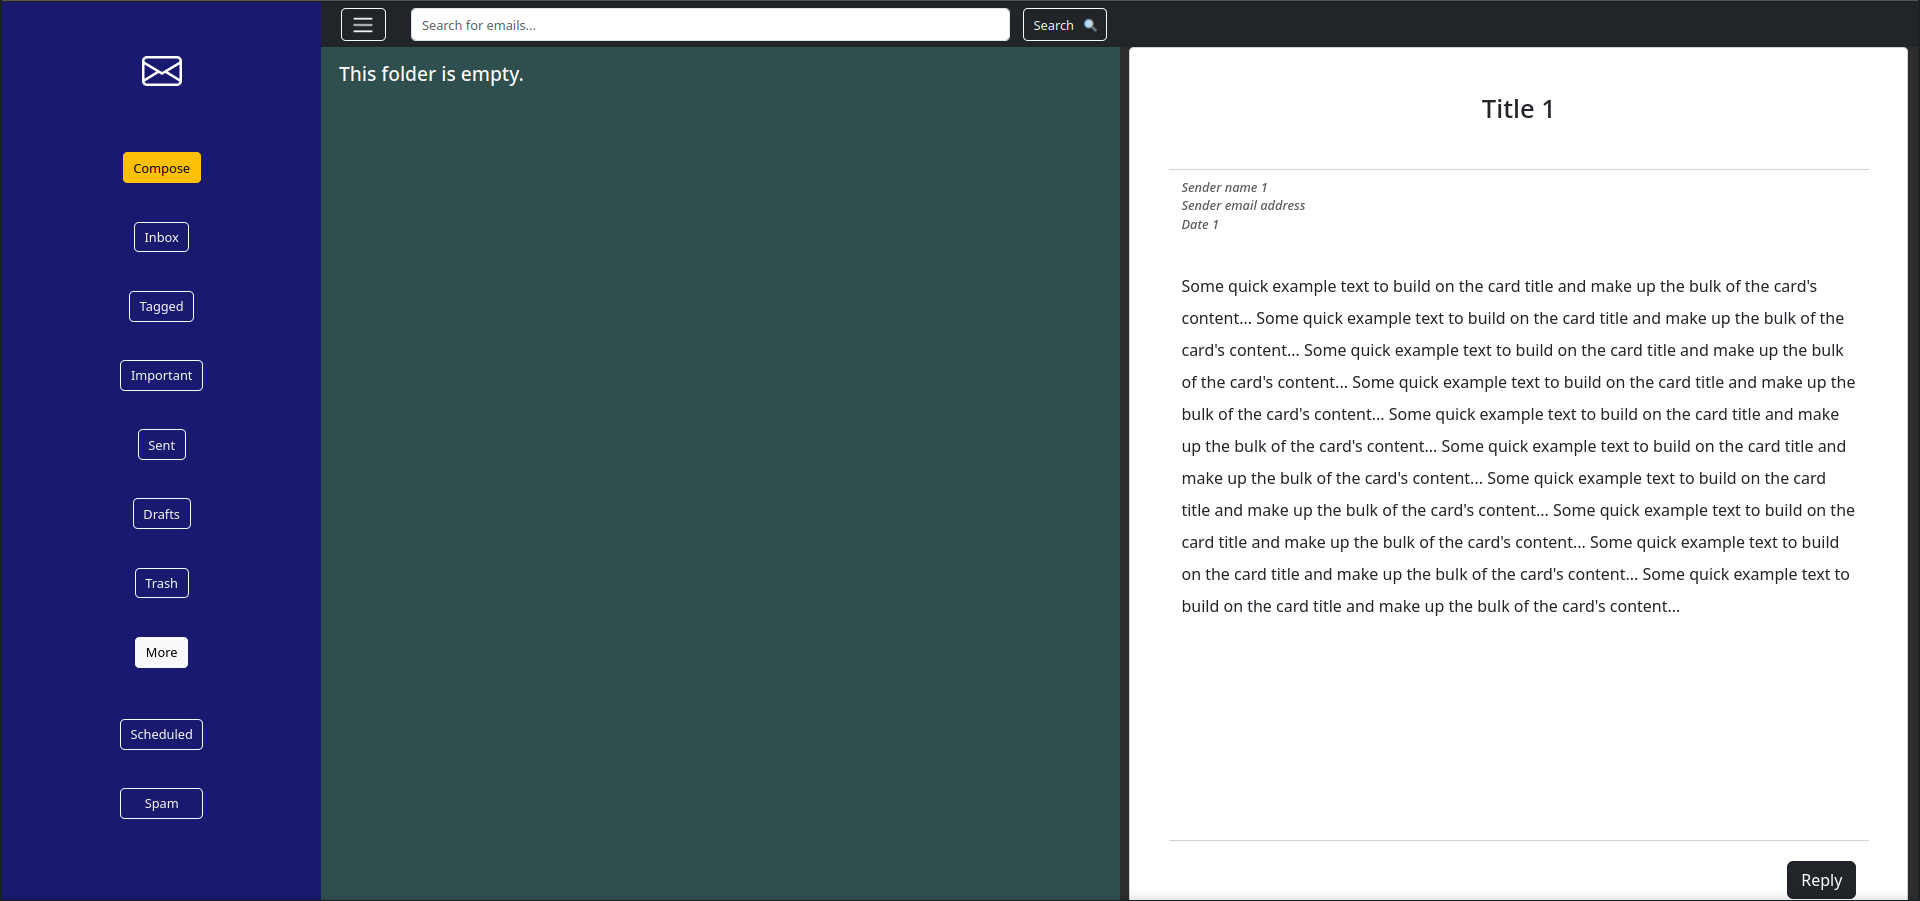 Search for emails...
Search
Compose
Inbox
Tagged
Important
Sent
Drafts
Trash
More
Scheduled
Spam
This folder is empty.
Title 1
Sender name 1
Sender email address
Date 1
Some quick example text to build on the card title and make up the bulk of the card's
content... Some quick example text to build on the card title and make up the bulk of the
card's content... Some quick example text to build on the card title and make up the bulk
of the card's content... Some quick example text to build on the card title and make up the
bulk of the card's content... Some quick example text to build on the card title and make
up the bulk of the card's content... Some quick example text to build on the card title and
make up the bulk of the card's content... Some quick example text to build on the card
title and make up the bulk of the card's content... Some quick example text to build on the
card title and make up the bulk of the card's content... Some quick example text to build
on the card title and make up the bulk of the card's content... Some quick example text to
build on the card title and make up the bulk of the card's content...
Reply